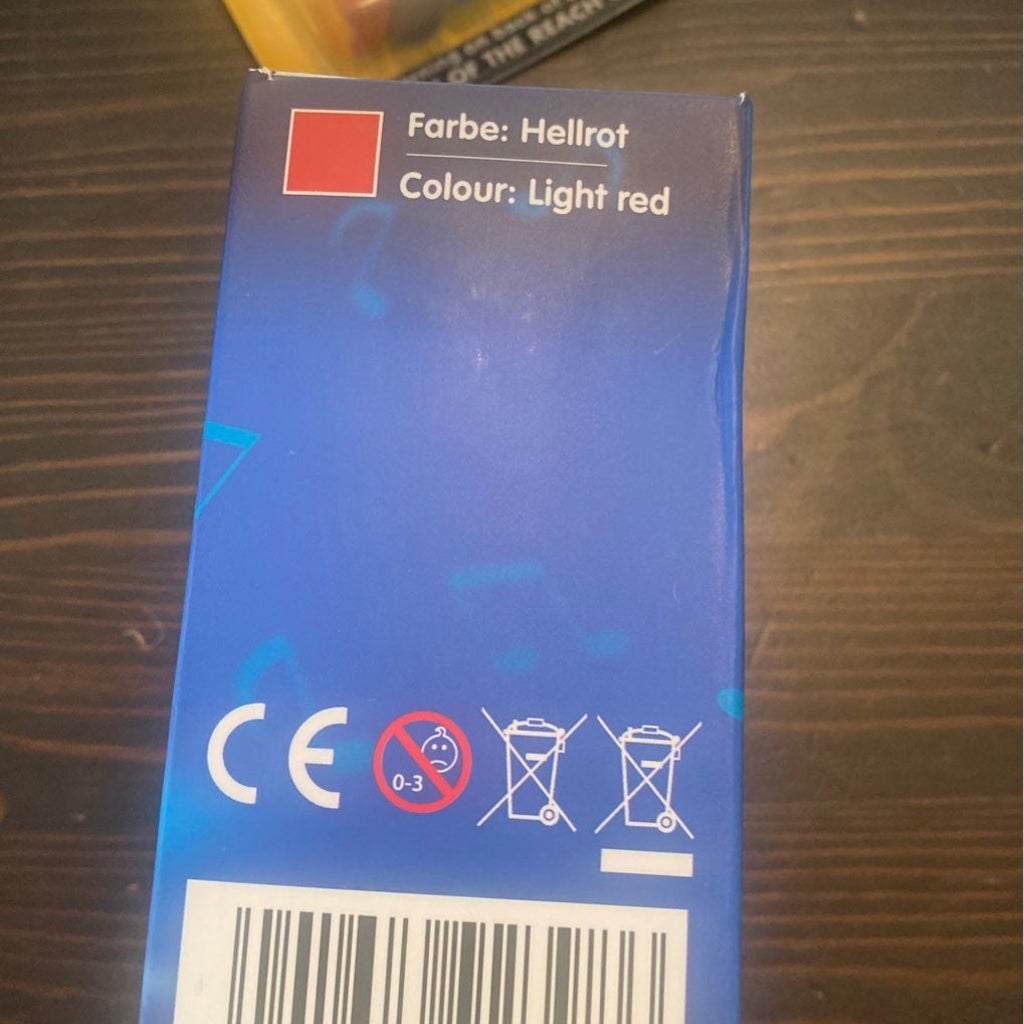 OF THE REACH
Farbe: Hellrot
Colour: Light red
CE
0-3